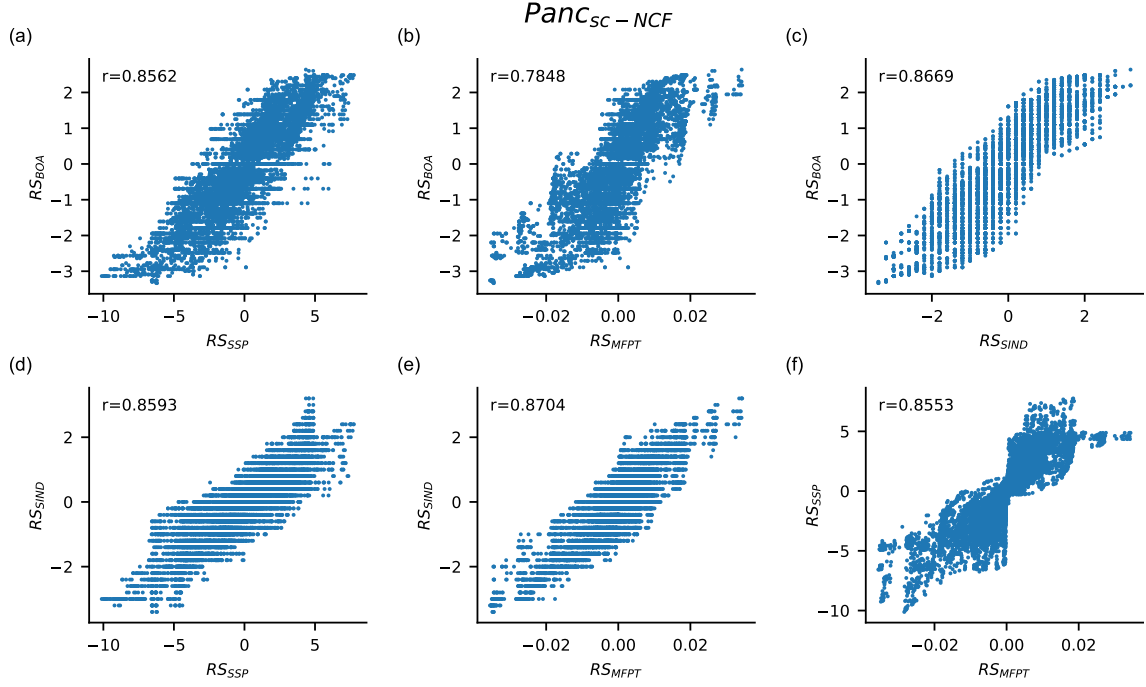 Panc_{sc-NCF}
(a)
r=0.8562
2
1
0
−1
−2
−3
RS_{BOA}
−10 −5 0 5
RS_{SSP}
(b)
r=0.7848
2
1
0
−1
−2
−3
RS_{BOA}
−0.02 0.00 0.02
RS_{MFPT}
(c)
r=0.8669
2
1
0
−1
−2
−3
RS_{BOA}
−2 0 2
RS_{SIND}
(d)
r=0.8593
2
0
−2
RS_{SIND}
−10 −5 0 5
RS_{SSP}
(e)
r=0.8704
2
0
−2
RS_{SIND}
−0.02 0.00 0.02
RS_{MFPT}
(f)
r=0.8553
5
0
−5
−10
RS_{SSP}
−0.02 0.00 0.02
RS_{MFPT}